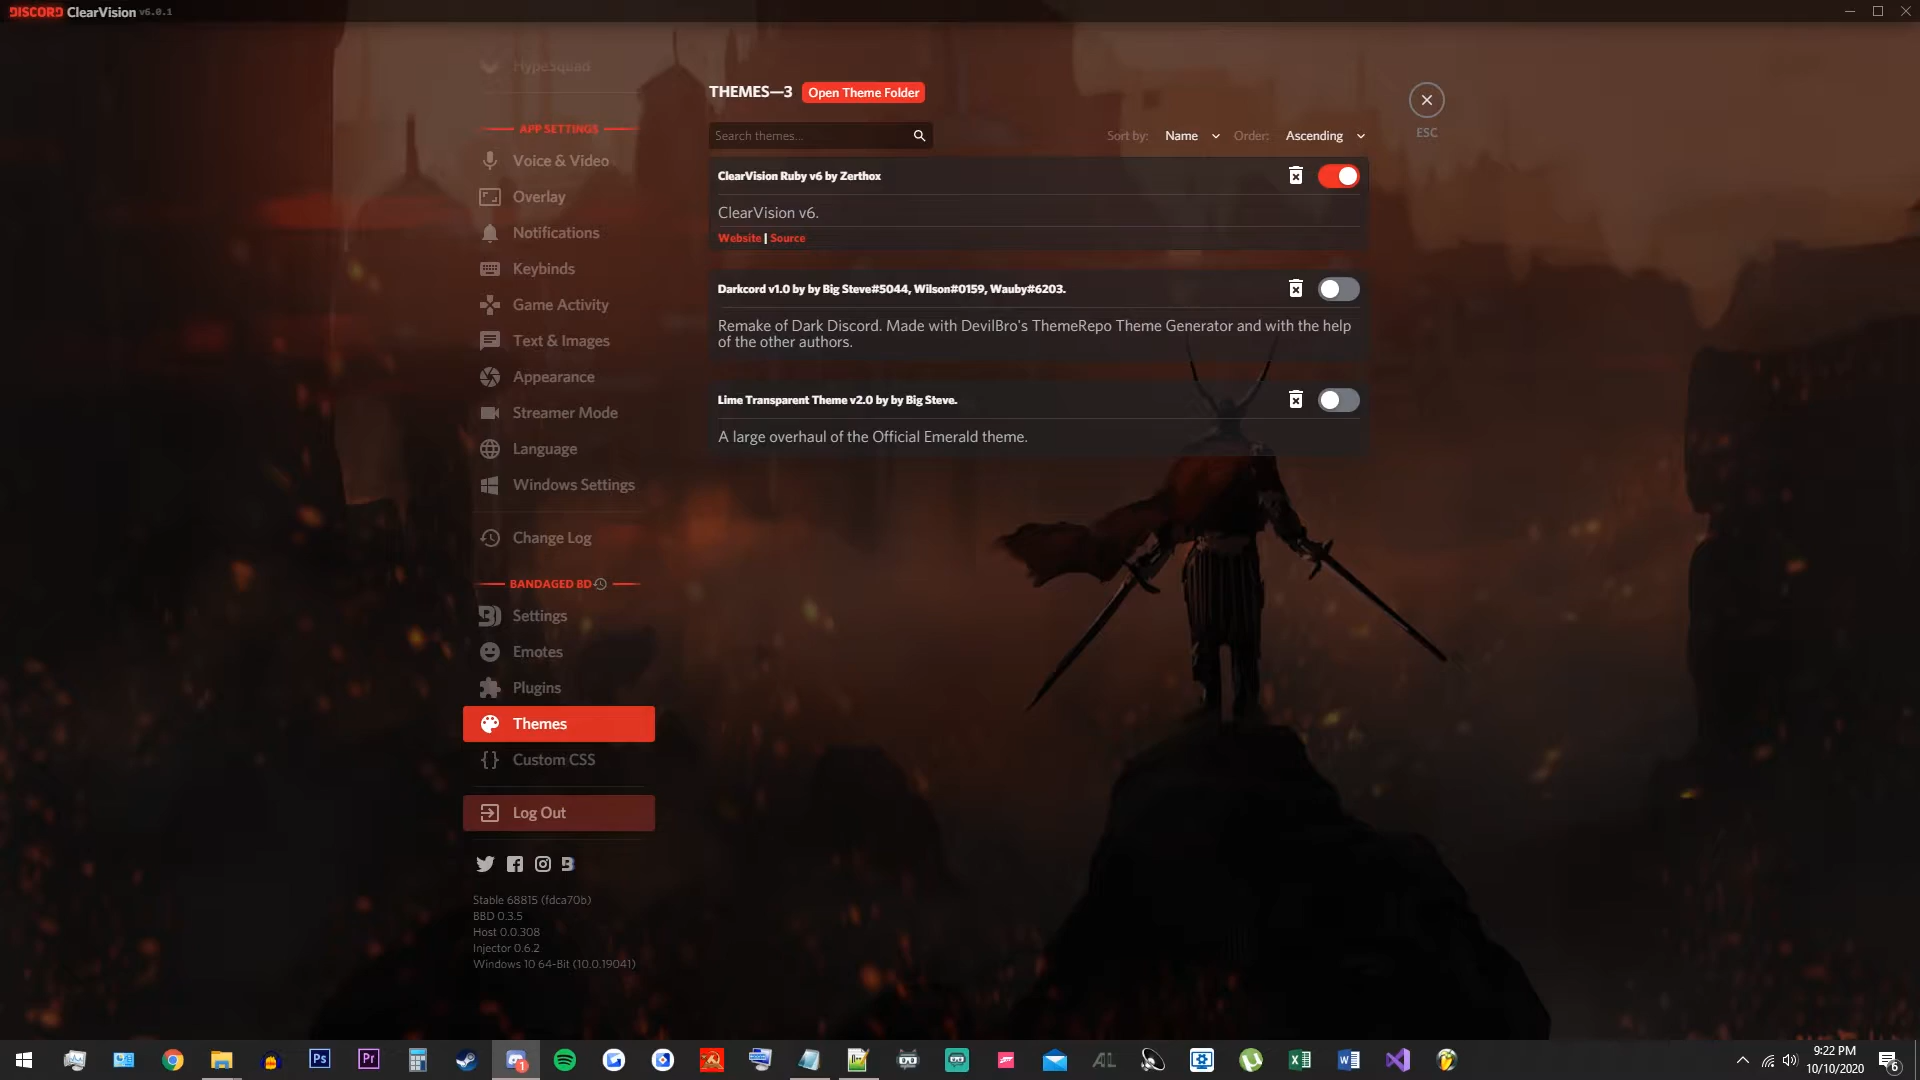 DISCORD ClearVision v6.0.1
HypeSquad
APP SETTINGS
Voice & Video
Overlay
Notifications
Keybinds
Game Activity
Text & Images
Appearance
Streamer Mode
Language
Windows Settings
Change Log
BANDAGED BD
Settings
Emotes
Plugins
Themes
Custom CSS
Log Out
Stable 68815 (fdca70b)
BBD 0.3.5
Host 0.0.308
Injector 0.6.2
Windows 10 64-Bit (10.0.19041)
THEMES—3 Open Theme Folder
Search themes...
Sort by: Name Order: Ascending
ESC
ClearVision Ruby v6 by Zerthox
ClearVision v6.
Website | Source
Darkcord v1.0 by by Big Steve#5044, Wilson#0159, Wauby#6203.
Remake of Dark Discord. Made with DevilBro's ThemeRepo Theme Generator and with the help
of the other authors.
Lime Transparent Theme v2.0 by by Big Steve.
A large overhaul of the Official Emerald theme.
Ps
Pr
1
AL
9:22 PM
10/10/2020
6